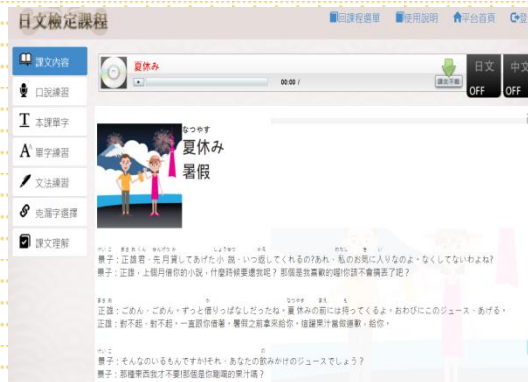 日文檢定課程
回課程選單 使用說明 平台首頁 登
課文內容
口說練習
本課單字
單字練習
文法練習
克漏字選擇
課文理解
夏休み
00:00 /
課文下載
日文
OFF
中文
OFF
なつやす
夏休み
暑假
景子：正雄君、先月貸してあげた小説、いつ返してくれるの?あれ、私のお気に入りなのよ。なくしてないわよね?
景子：正雄，上個月借你的小說，什麼時候要還我呢？ 那個是我喜歡的喔!你該不會搞丟了吧？
正雄：ごめん、ごめん。ずっと借りっぱなしだったね。夏休みの前には持ってくるよ。おわびにこのジュース、あげる。
正雄：對不起、對不起。一直跟你借著。暑假之前拿來給你。這罐果汁當做道歉，給你。
景子：そんなのいるもんですか!それ、あなたの飲みかけのジュースでしょう？
景子：那種東西我才不要!那個是你喝過的果汁嗎？